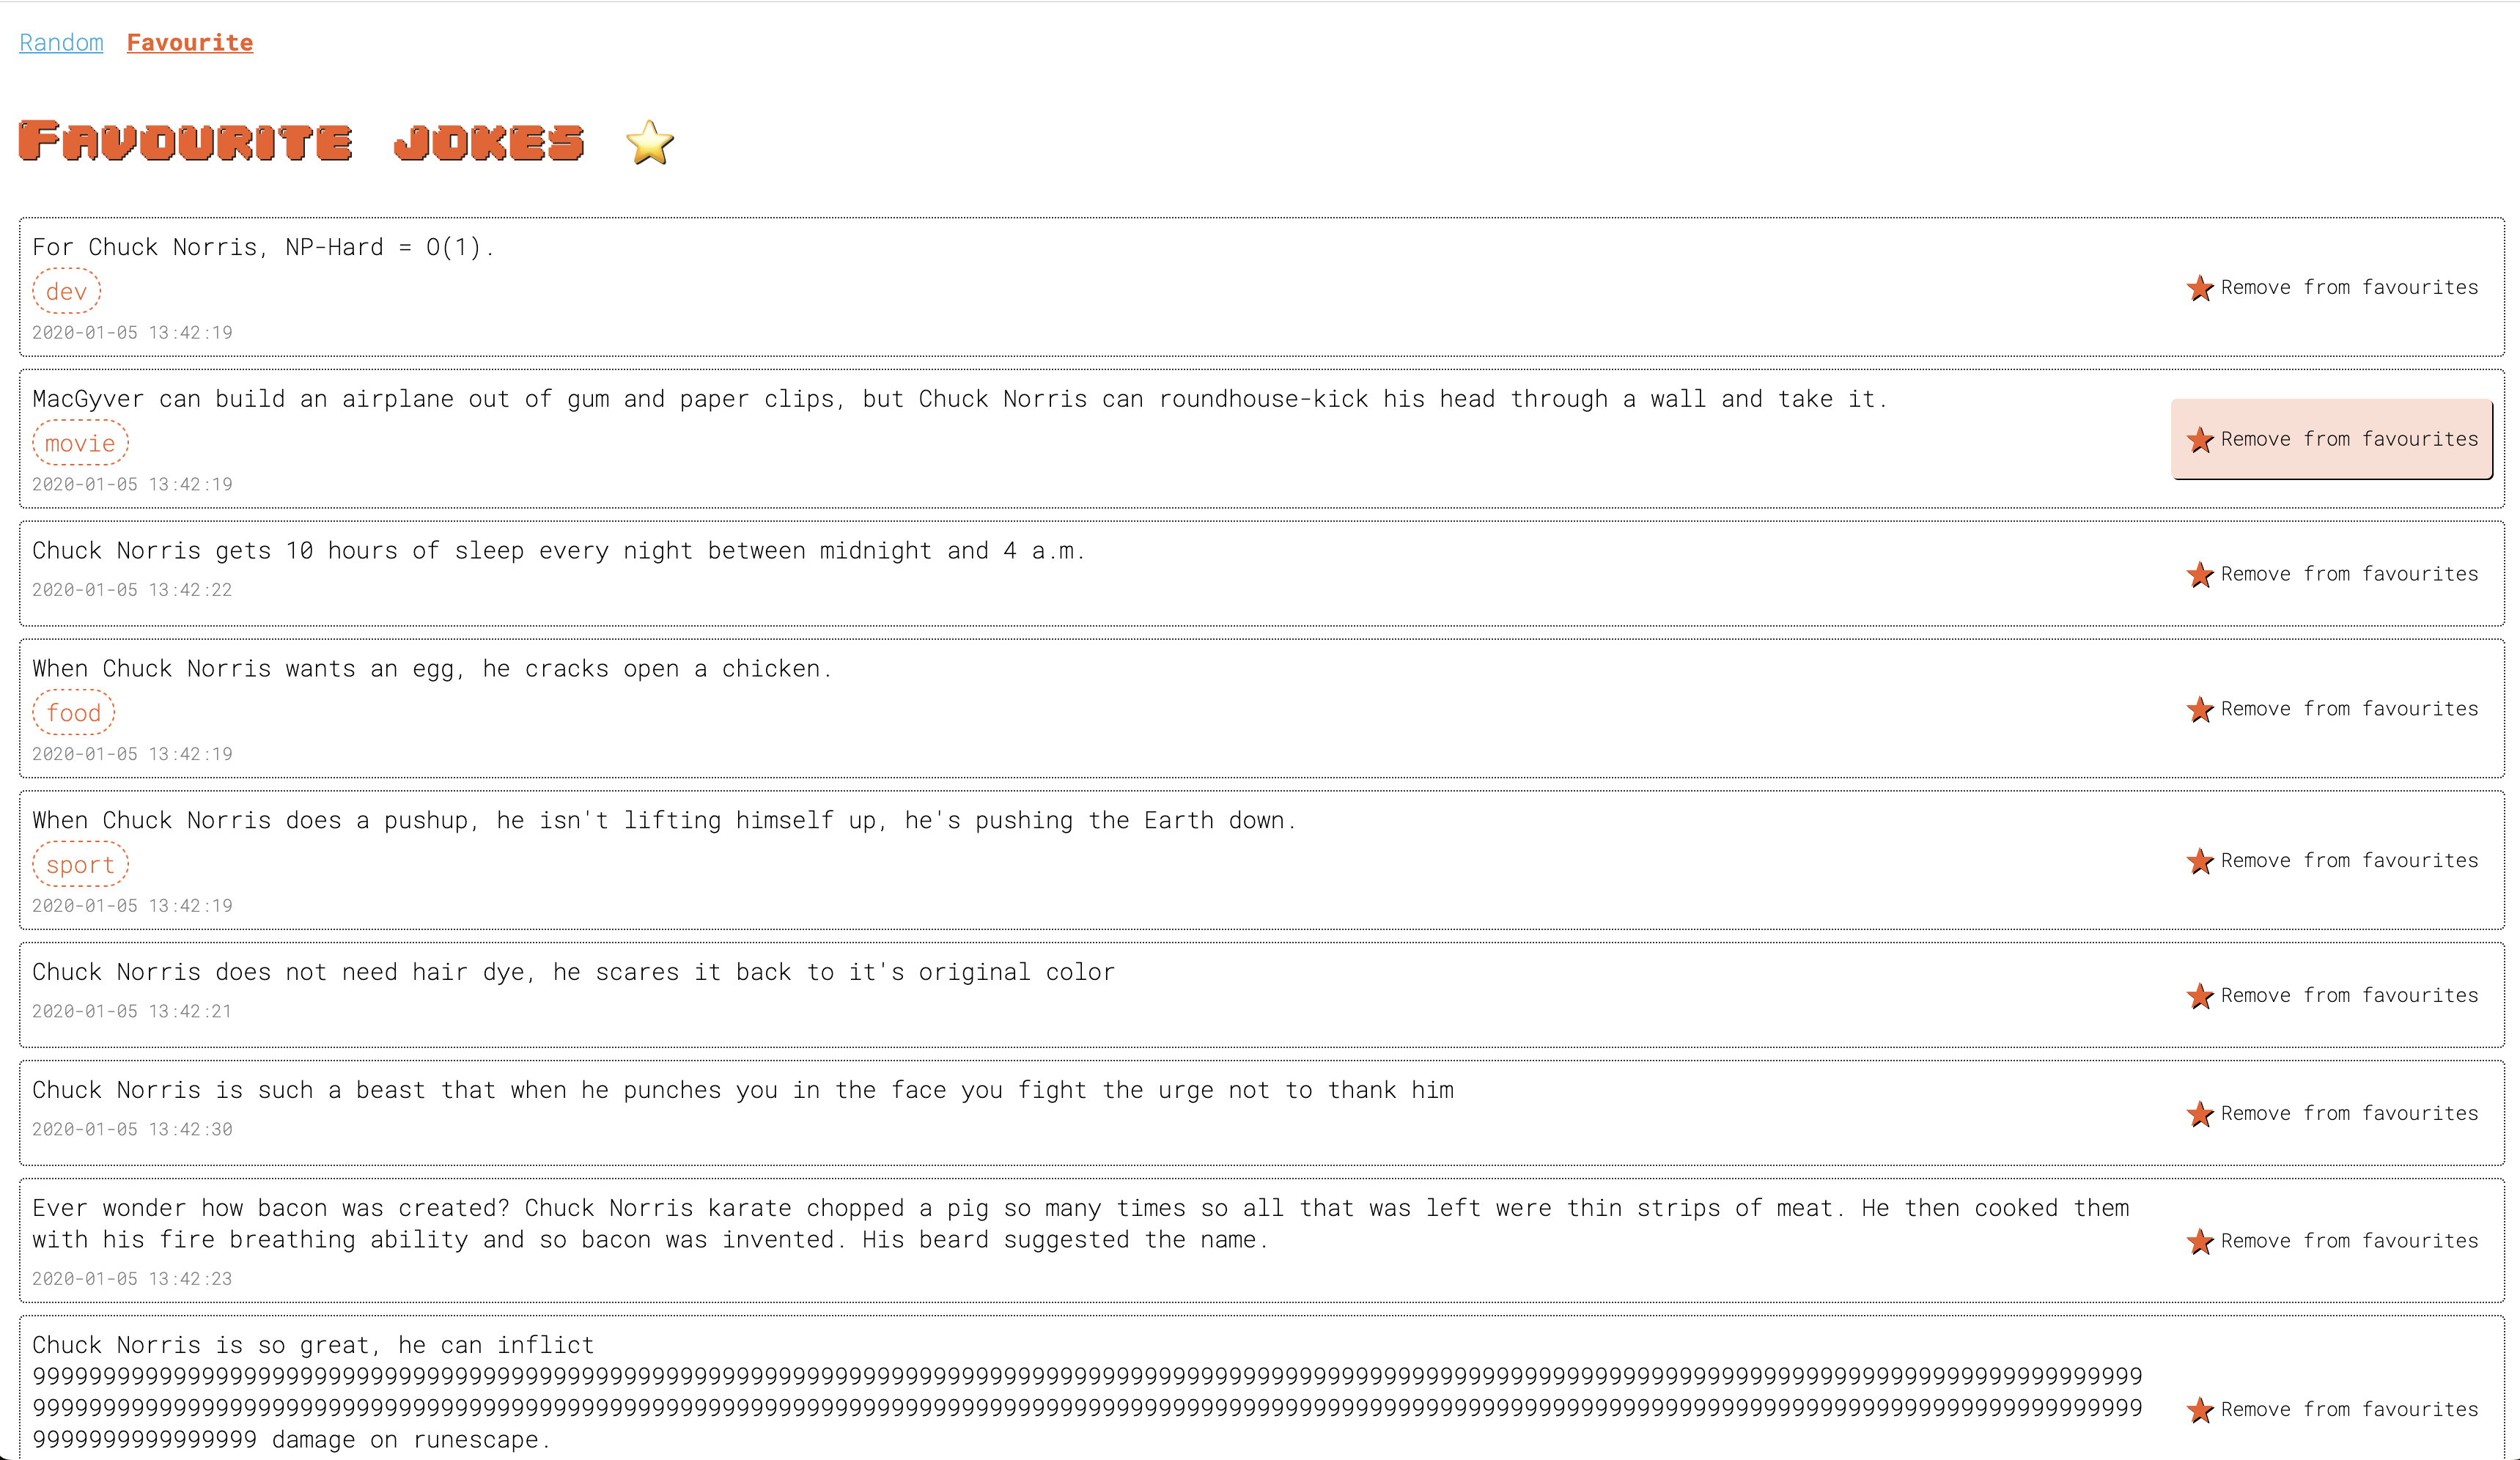 Random Favourite
Favourite jokes
For Chuck Norris, NP-Hard = O(1).
dev
2020-01-05 13:42:19
Remove from favourites
MacGyver can build an airplane out of gum and paper clips, but Chuck Norris can roundhouse-kick his head through a wall and take it.
movie
2020-01-05 13:42:19
Remove from favourites
Chuck Norris gets 10 hours of sleep every night between midnight and 4 a.m.
2020-01-05 13:42:22
Remove from favourites
When Chuck Norris wants an egg, he cracks open a chicken.
food
2020-01-05 13:42:19
Remove from favourites
When Chuck Norris does a pushup, he isn't lifting himself up, he's pushing the Earth down.
sport
2020-01-05 13:42:19
Remove from favourites
Chuck Norris does not need hair dye, he scares it back to it's original color
2020-01-05 13:42:21
Remove from favourites
Chuck Norris is such a beast that when he punches you in the face you fight the urge not to thank him
2020-01-05 13:42:30
Remove from favourites
Ever wonder how bacon was created? Chuck Norris karate chopped a pig so many times so all that was left were thin strips of meat. He then cooked them
with his fire breathing ability and so bacon was invented. His beard suggested the name.
2020-01-05 13:42:23
Remove from favourites
Chuck Norris is so great, he can inflict
999999999999999999999999999999999999999999999999999999999999999999999999999999999999999999999999999999999999999999999999999999999999999999999999999999
999999999999999999999999999999999999999999999999999999999999999999999999999999999999999999999999999999999999999999999999999999999999999999999999999999
9999999999999999 damage on runescape.
Remove from favourites